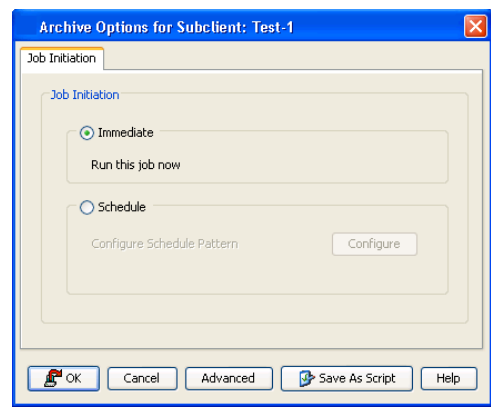 Archive Options for Subclient: Test-1
Job Initiation
Job Initiation
Immediate
Run this job now
Schedule
Configure Schedule Pattern
Configure
OK
Cancel
Advanced
Save As Script
Help